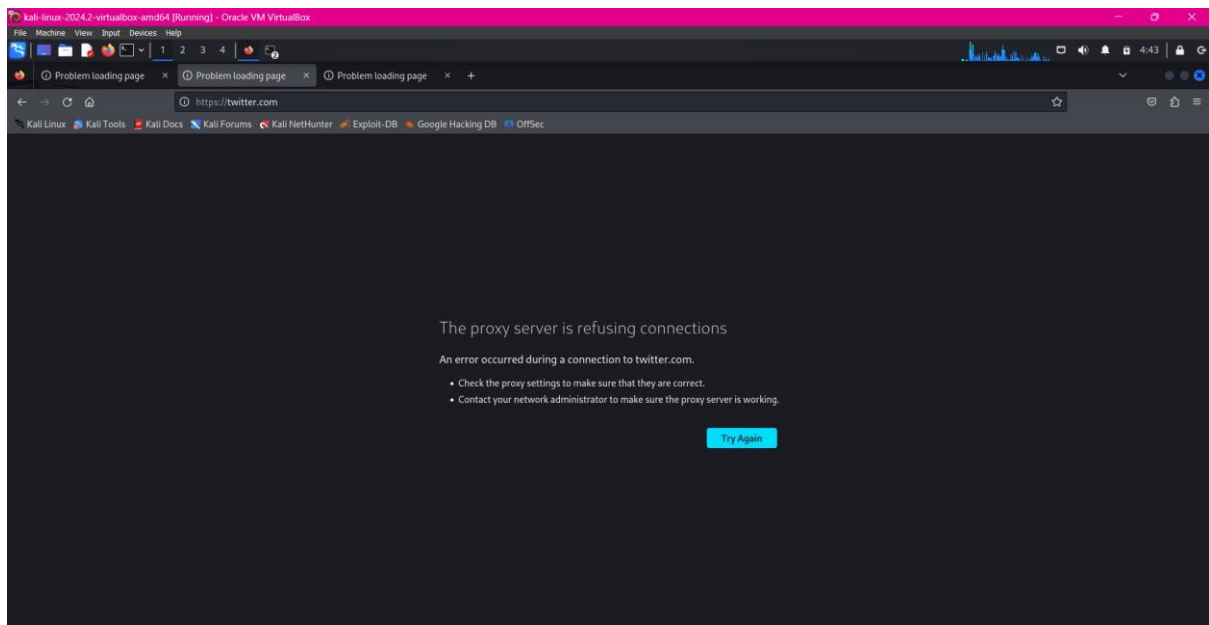 kali-linux-2024.2-virtualbox-amd64 [Running] - Oracle VM VirtualBox
File Machine View Input Devices Help
1 2 3 4 2 4:43
Problem loading page Problem loading page Problem loading page
https://twitter.com
Kali Linux Kali Tools Kali Docs Kali Forums Kali NetHunter Exploit-DB Google Hacking DB OffSec
The proxy server is refusing connections
An error occurred during a connection to twitter.com.
• Check the proxy settings to make sure that they are correct.
• Contact your network administrator to make sure the proxy server is working.
Try Again